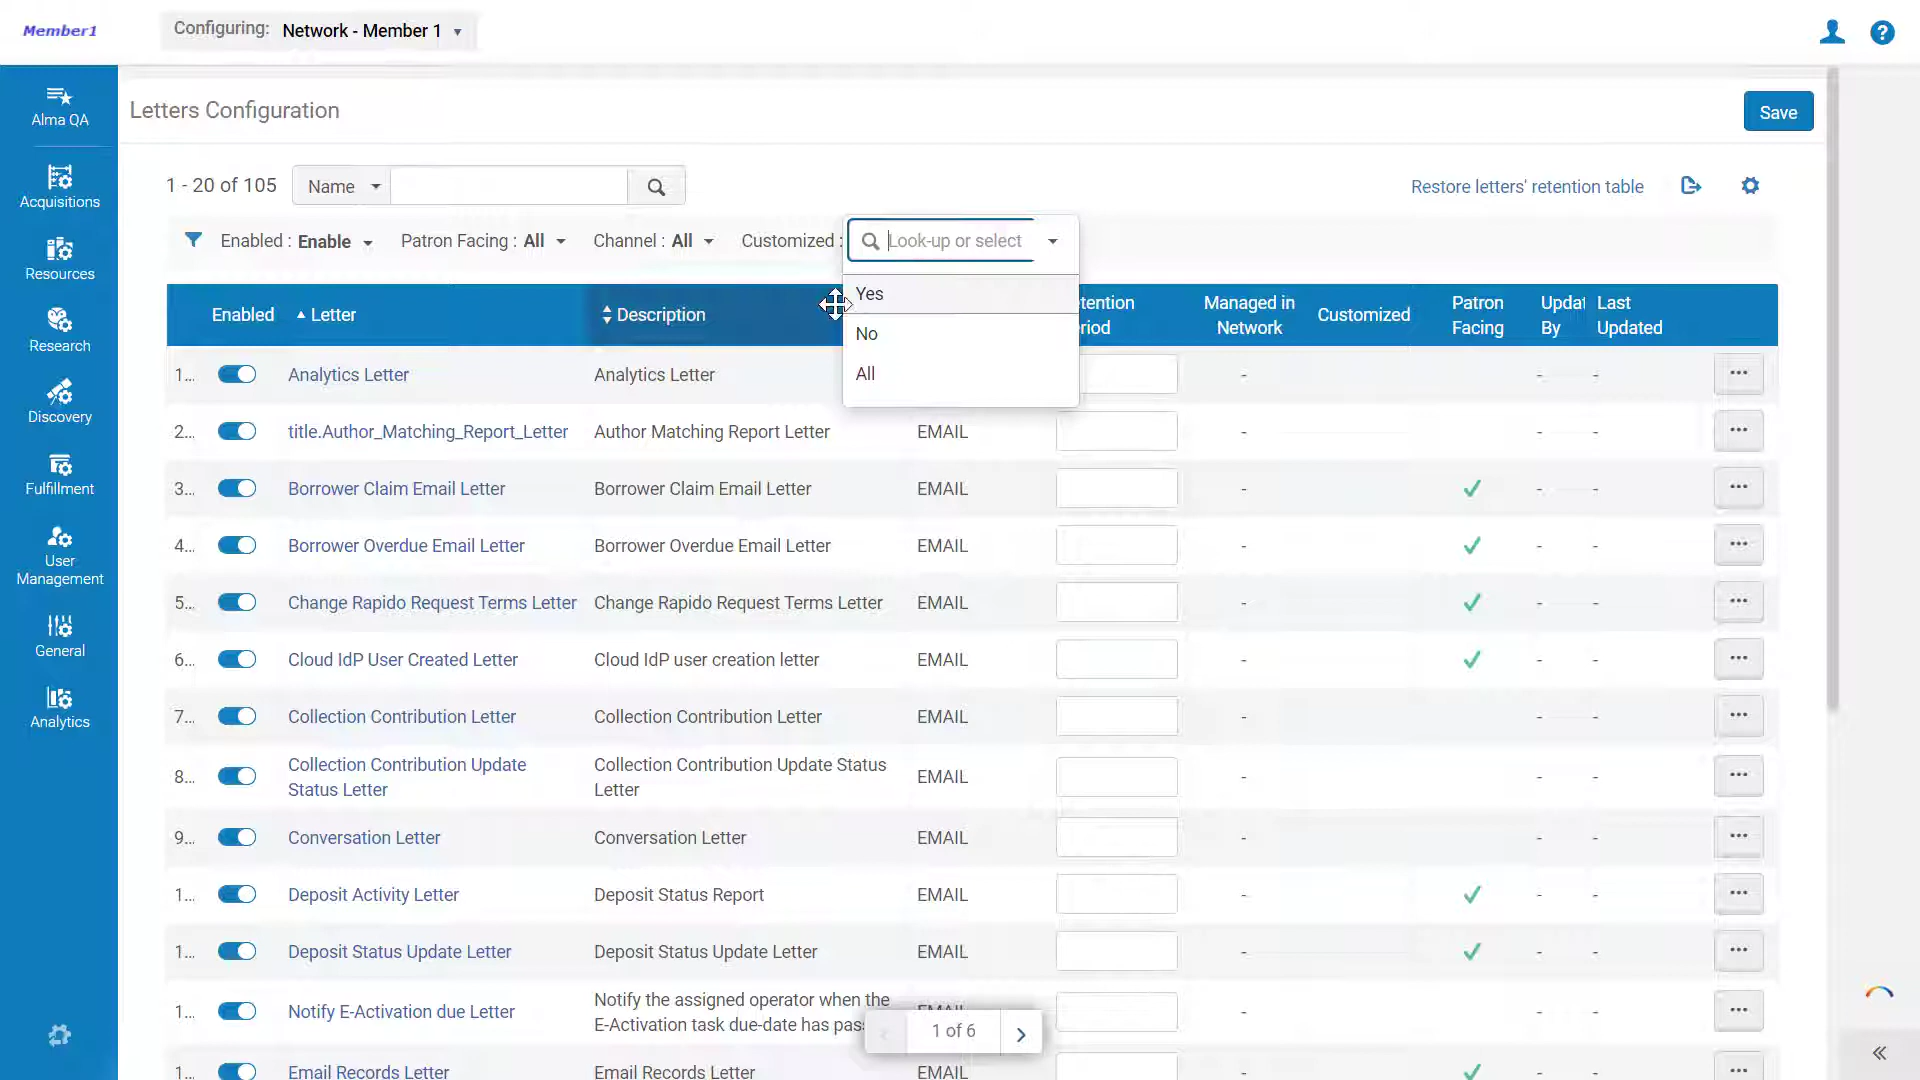 Member1
Configuring: Network - Member 1
Alma QA
Acquisitions
Resources
Research
Discovery
Fulfillment
User
Management
General
Analytics
Letters Configuration
Save
1 - 20 of 105 Name
Restore letters' retention table
Enabled : Enable Patron Facing : All Channel : All Customized : Look-up or select
Yes
No
All
Enabled Letter Description
Managed in
Network
Customized
Patron
Facing
By
Last
Updated
1... Analytics Letter Analytics Letter - - - ...
2... title.Author_Matching_Report_Letter Author Matching Report Letter EMAIL - - - ...
3... Borrower Claim Email Letter Borrower Claim Email Letter EMAIL - - - ...
4... Borrower Overdue Email Letter Borrower Overdue Email Letter EMAIL - - - ...
5... Change Rapido Request Terms Letter Change Rapido Request Terms Letter EMAIL - - - ...
6... Cloud IdP User Created Letter Cloud IdP user creation letter EMAIL - - - ...
7... Collection Contribution Letter Collection Contribution Letter EMAIL - - - ...
8... Collection Contribution Update
Status Letter
Collection Contribution Update Status
Letter
EMAIL - - - ...
9... Conversation Letter Conversation Letter EMAIL - - - ...
1... Deposit Activity Letter Deposit Status Report EMAIL - - - ...
1... Deposit Status Update Letter Deposit Status Update Letter EMAIL - - - ...
1... Notify E-Activation due Letter
Notify the assigned operator when the
E-Activation task due-date has
EMAIL - - - ...
1... Email Records Letter Email Records Letter EMAIL - - - ...
1 of 6